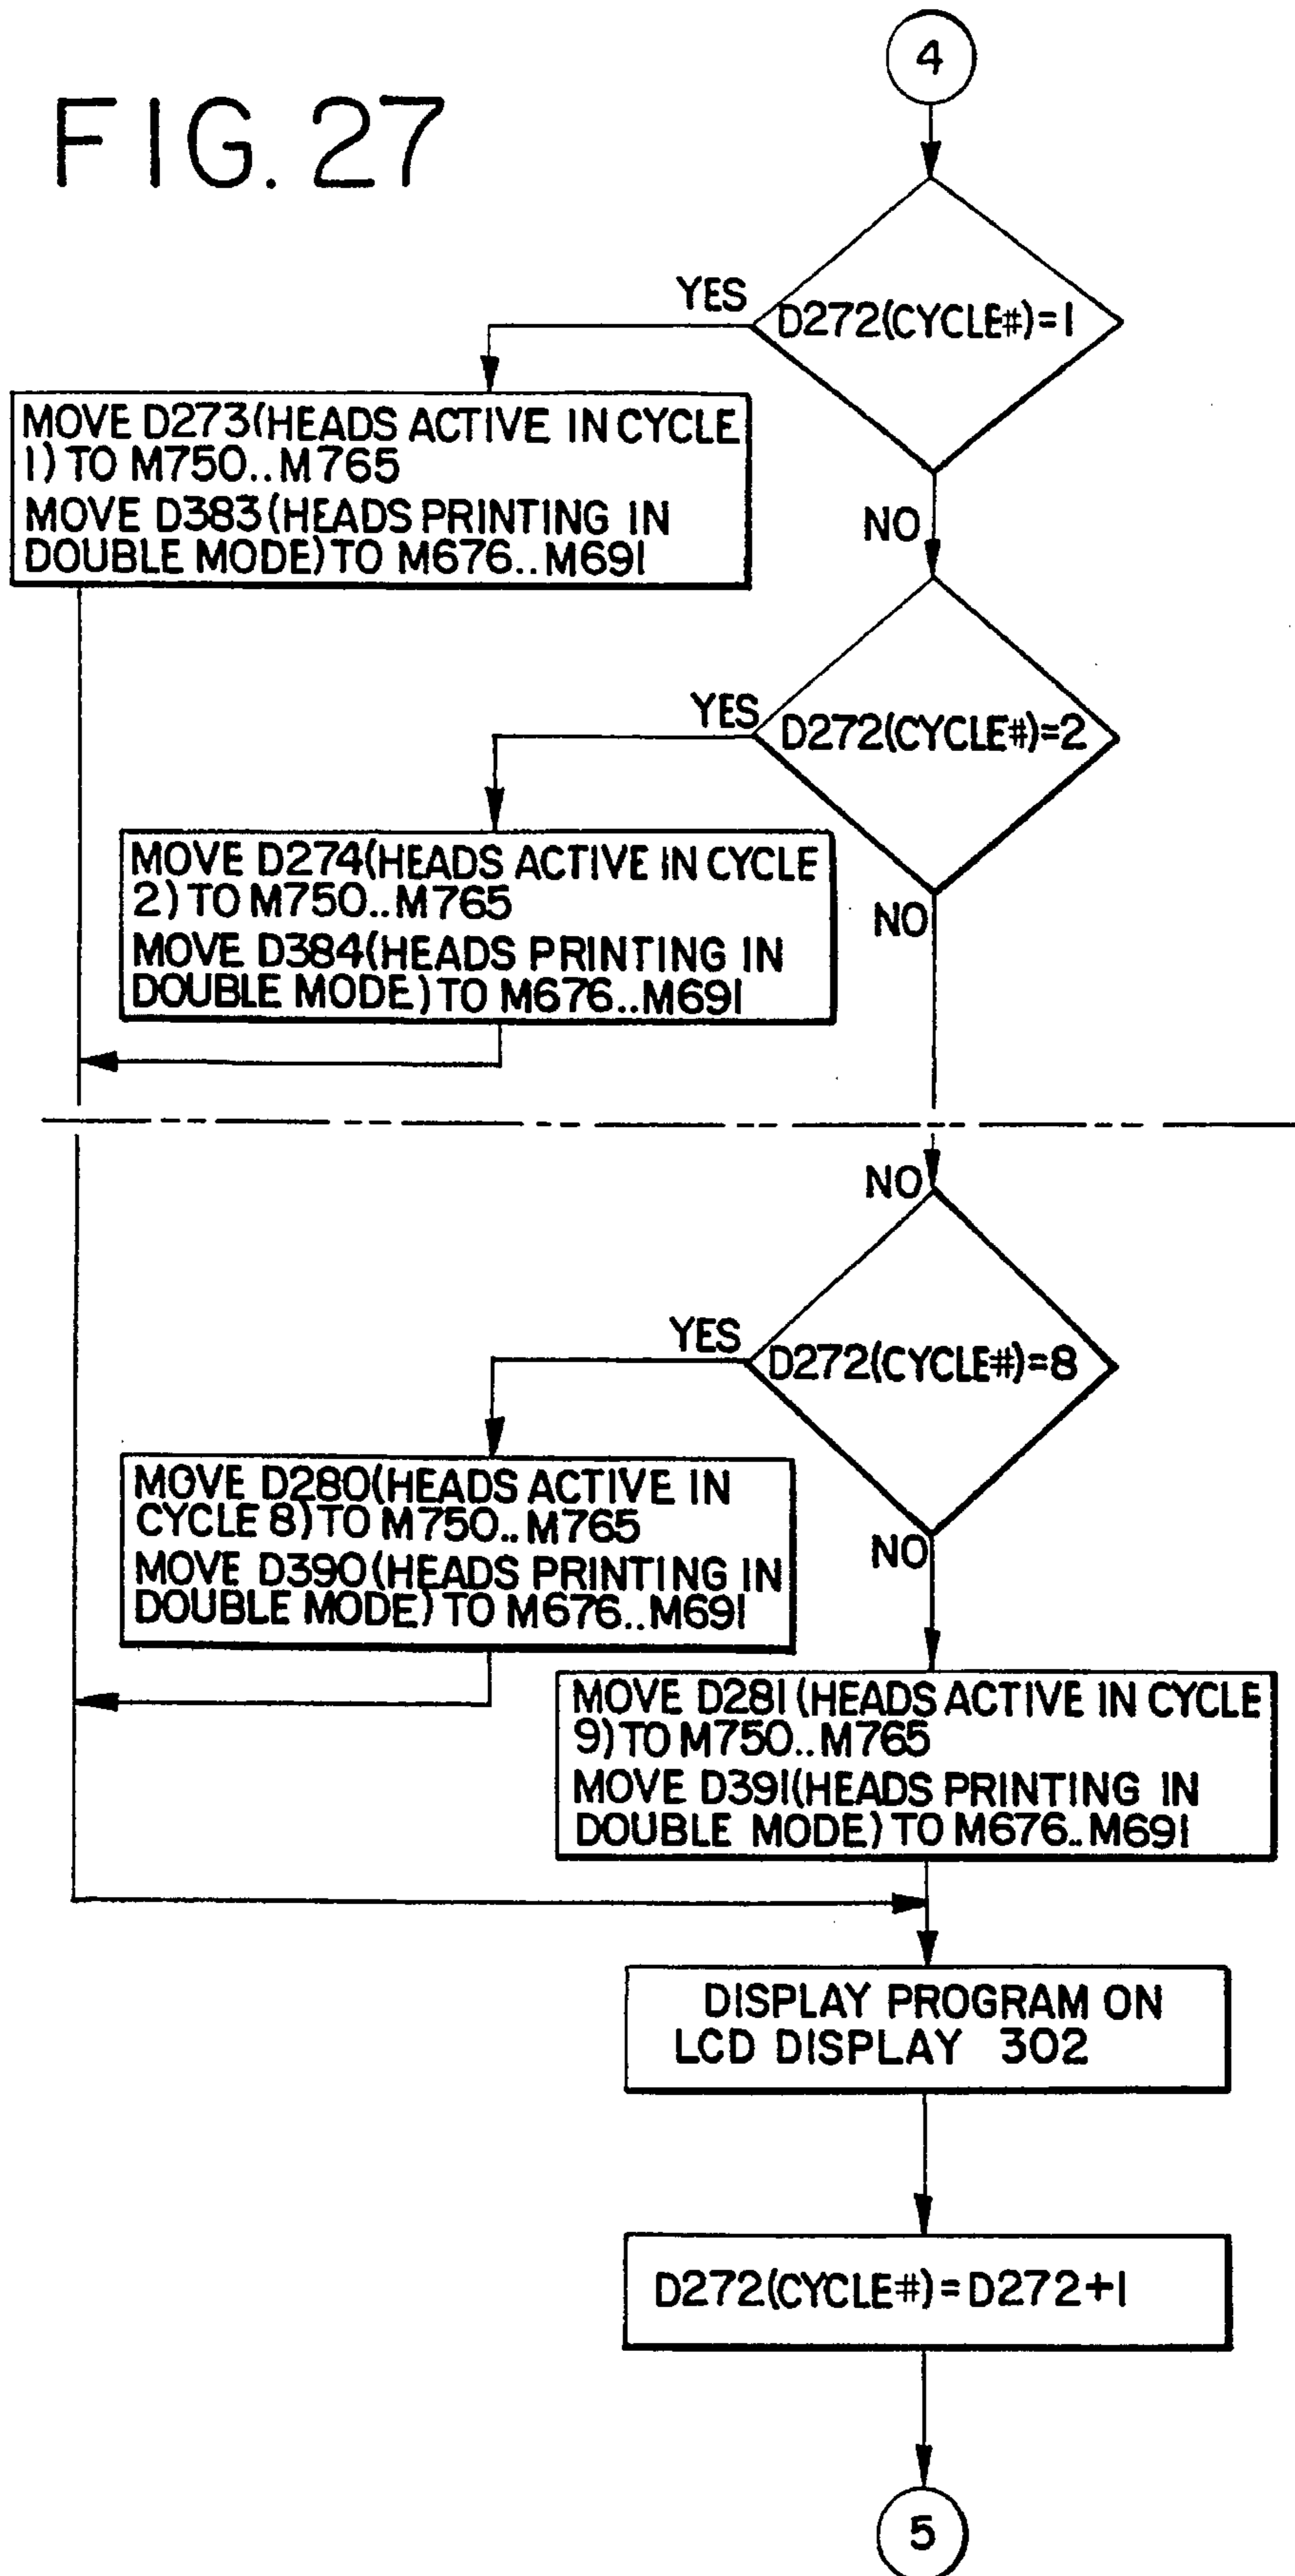 FIG. 27
4
YES
D272(CYCLE#)=1
MOVE D273(HEADS ACTIVE IN CYCLE
1) TO M750..M765
MOVE D383(HEADS PRINTING IN
DOUBLE MODE) TO M676..M691
NO
YES
D272(CYCLE#)=2
MOVE D274(HEADS ACTIVE IN CYCLE
2) TO M750..M765
MOVE D384(HEADS PRINTING IN
DOUBLE MODE) TO M676..M691
NO
NO
YES
D272(CYCLE#)=8
MOVE D280(HEADS ACTIVE IN
CYCLE 8) TO M750..M765
MOVE D390(HEADS PRINTING IN
DOUBLE MODE) TO M676..M691
NO
MOVE D281(HEADS ACTIVE IN CYCLE
9) TO M750..M765
MOVE D391(HEADS PRINTING IN
DOUBLE MODE) TO M676..M691
DISPLAY PROGRAM ON
LCD DISPLAY 302
D272(CYCLE#)=D272+1
5